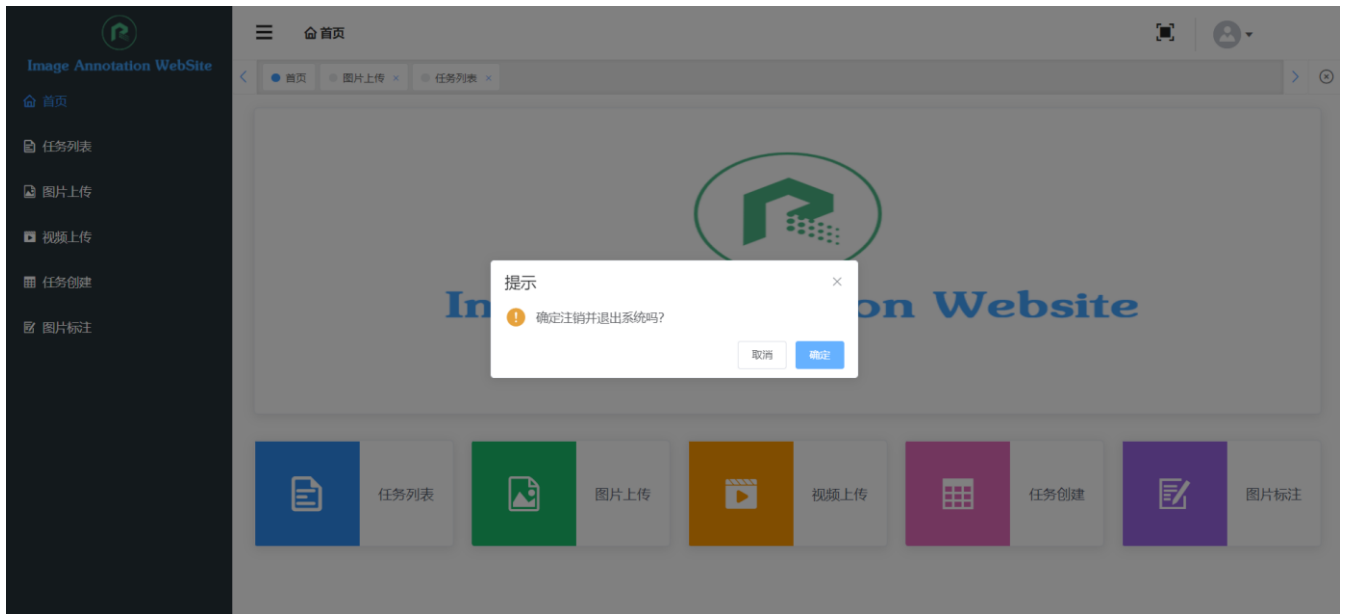 Image Annotation WebSite
首页
任务列表
图片上传
视频上传
任务创建
图片标注
首页
首页 图片上传 × 任务列表 ×
In on Website
提示
确定注销并退出系统吗?
取消 确定
任务列表 图片上传 视频上传 任务创建 图片标注